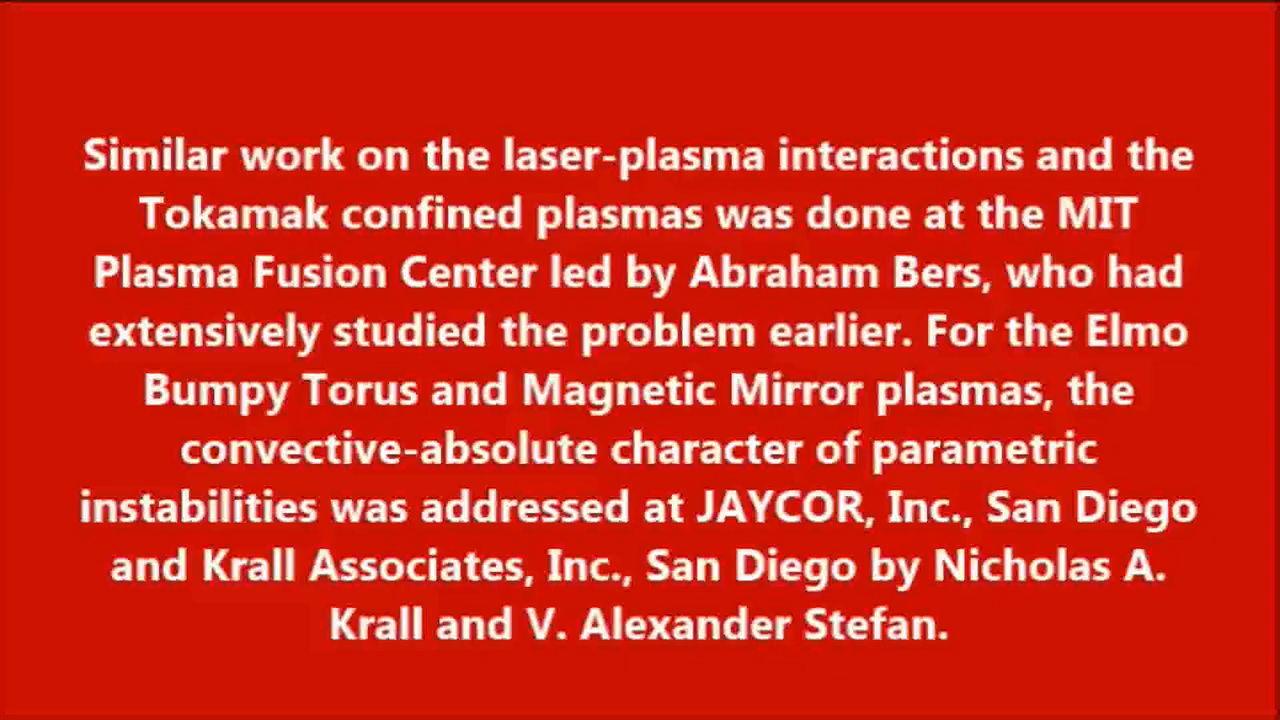 Similar work on the laser-plasma interactions and the
Tokamak confined plasmas was done at the MIT
Plasma Fusion Center led by Abraham Bers, who had
extensively studied the problem earlier. For the Elmo
Bumpy Torus and Magnetic Mirror plasmas, the
convective-absolute character of parametric
instabilities was addressed at JAYCOR, Inc., San Diego
and Krall Associates, Inc., San Diego by Nicholas A.
Krall and V. Alexander Stefan.